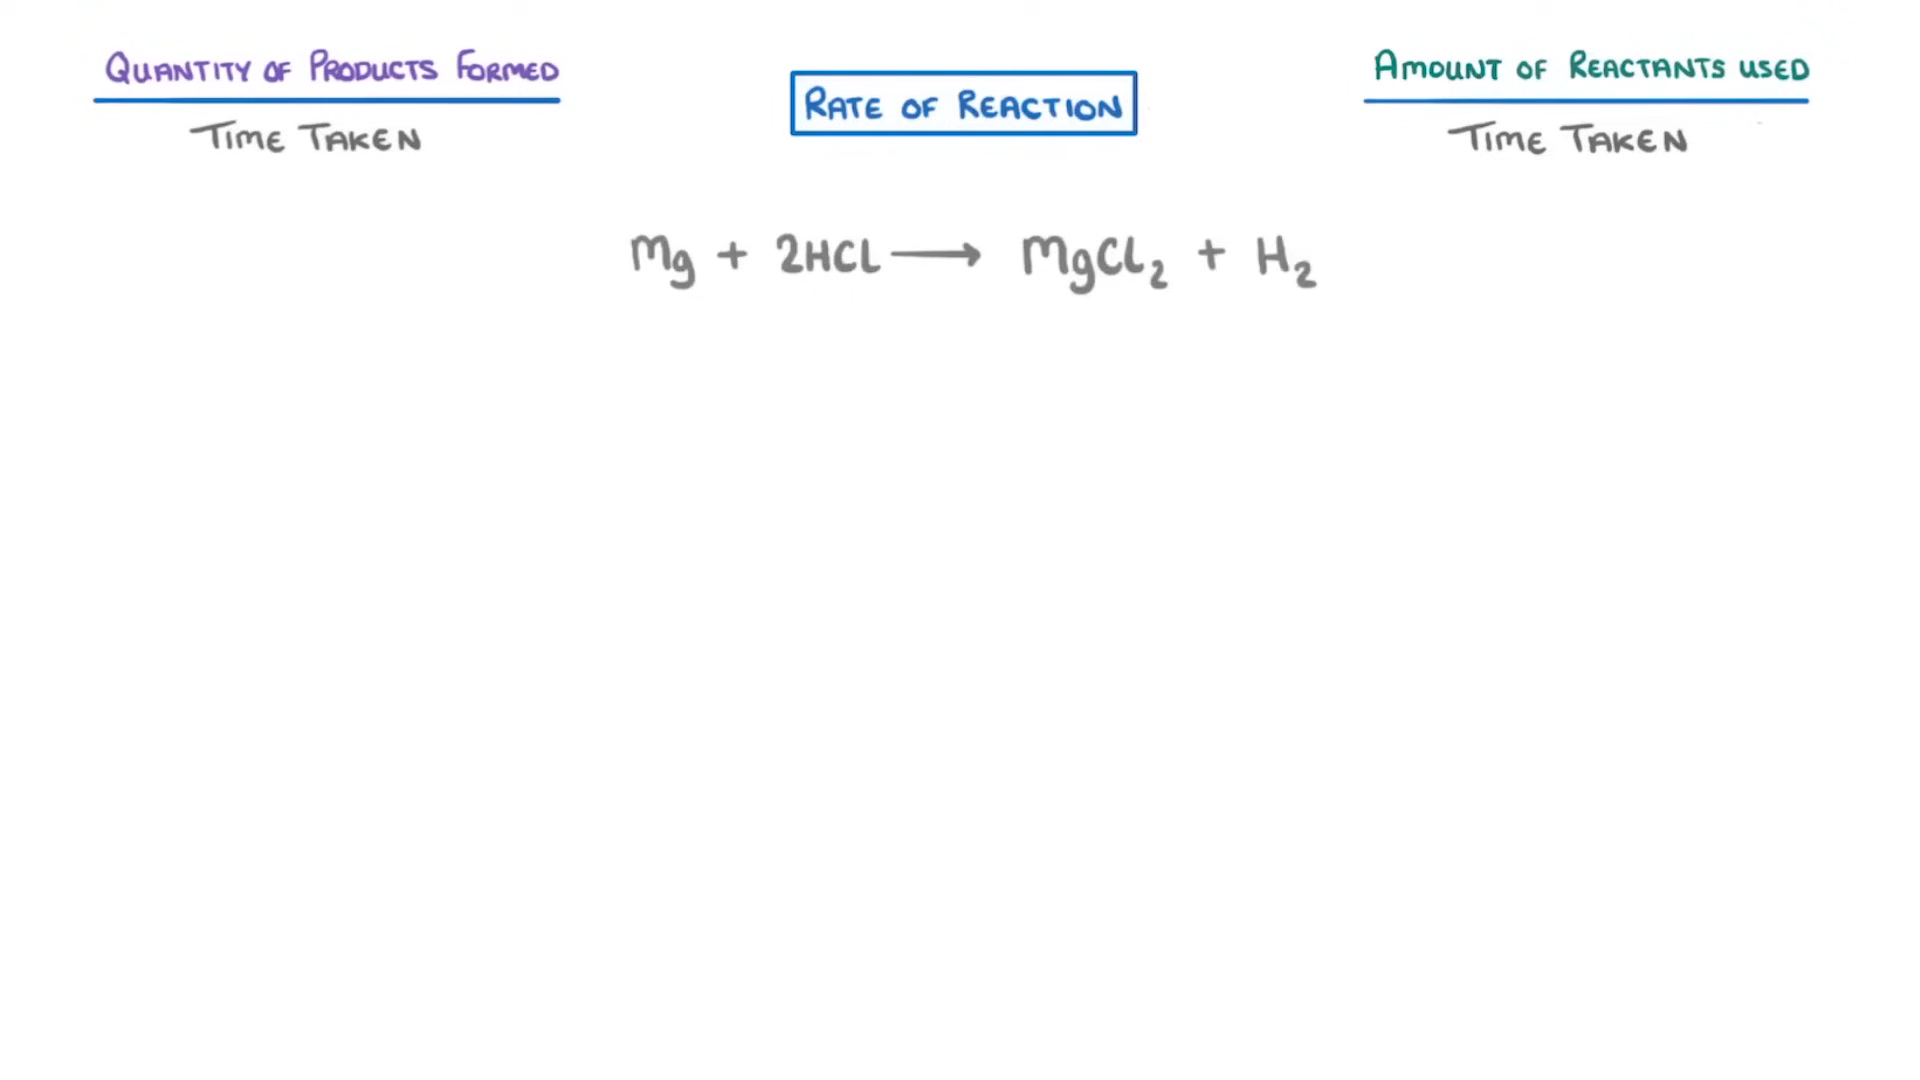 QUANTITY OF PRODUCTS FORMED
TIME TAKEN
RATE OF REACTION
AMOUNT OF REACTANTS USED
TIME TAKEN
Mg + 2HCL ⟶ MgCl₂ + H₂